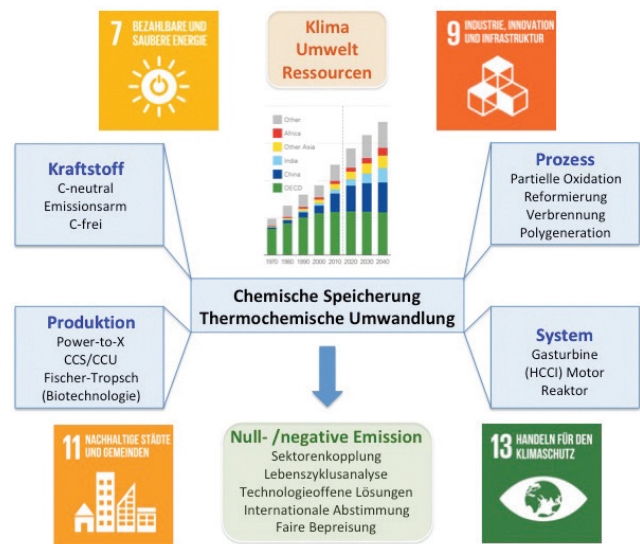 7 BEZAHLBARE UND
SAUBERE ENERGIE
Klima
Umwelt
Ressourcen
9 INDUSTRIE, INNOVATION
UND INFRASTRUKTUR
Other
Africa
Other Asia
India
China
OECD
1970 1980 1990 2000 2010 2020 2030 2040
Kraftstoff
C-neutral
Emissionsarm
C-frei
Prozess
Partielle Oxidation
Reformierung
Verbrennung
Polygeneration
Chemische Speicherung
Thermochemische Umwandlung
Produktion
Power-to-X
CCS/CCU
Fischer-Tropsch
(Biotechnologie)
System
Gasturbine
(HCCI) Motor
Reaktor
11 NACHHALTIGE STÄDTE
UND GEMEINDEN
Null- /negative Emission
Sektorenkopplung
Lebenszyklusanalyse
Technologieoffene Lösungen
Internationale Abstimmung
Faire Bepreisung
13 HANDELN FÜR DEN
KLIMASCHUTZ